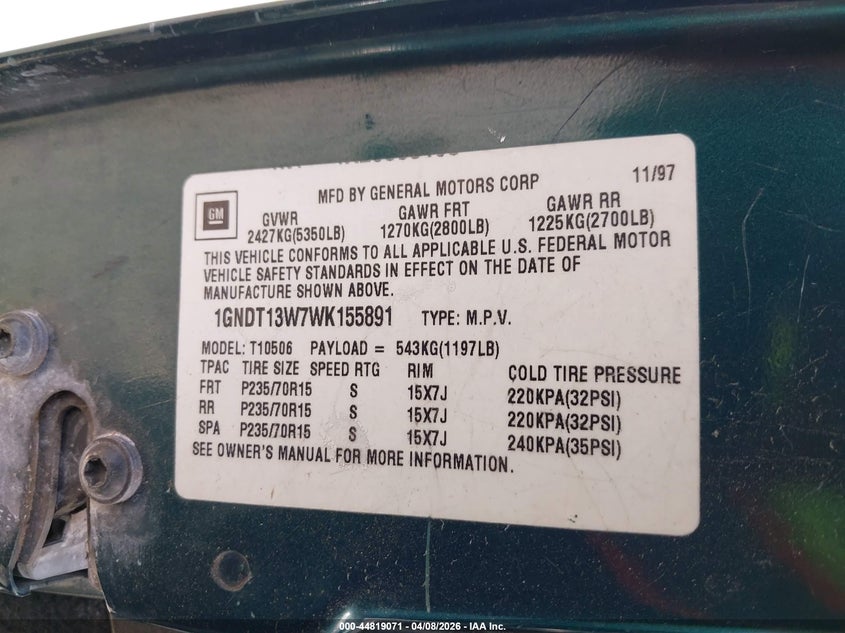 MFD BY GENERAL MOTORS CORP 11/97
GM
GVWR GAWR FRT GAWR RR
2427KG(5350LB) 1270KG(2800LB) 1225KG(2700LB)
THIS VEHICLE CONFORMS TO ALL APPLICABLE U.S. FEDERAL MOTOR
VEHICLE SAFETY STANDARDS IN EFFECT ON THE DATE OF
MANUFACTURE SHOWN ABOVE.
1GNDT13W7WK155891 TYPE: M.P.V.
MODEL: T10506 PAYLOAD = 543KG(1197LB)
TPAC TIRE SIZE SPEED RTG RIM COLD TIRE PRESSURE
FRT P235/70R15 S 15X7J 220KPA(32PSI)
RR P235/70R15 S 15X7J 220KPA(32PSI)
SPA P235/70R15 S 15X7J 240KPA(35PSI)
SEE OWNER'S MANUAL FOR MORE INFORMATION.
000-44819071 - 04/08/2026 - IAA Inc.